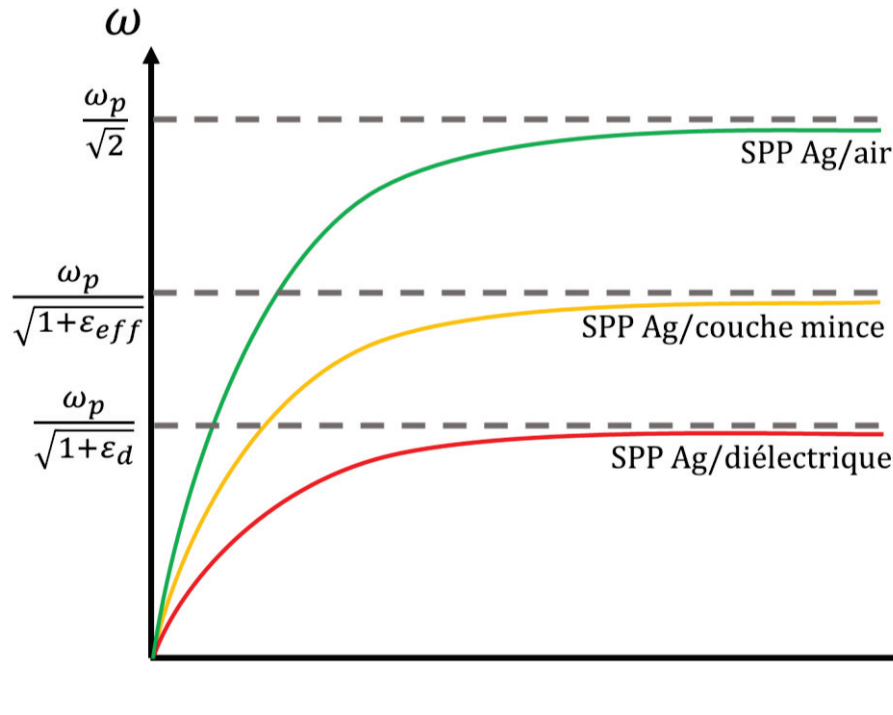 ω
ω_p/√2
SPP Ag/air
ω_p/√(1+ε_eff)
SPP Ag/couche mince
ω_p/√(1+ε_d)
SPP Ag/diélectrique